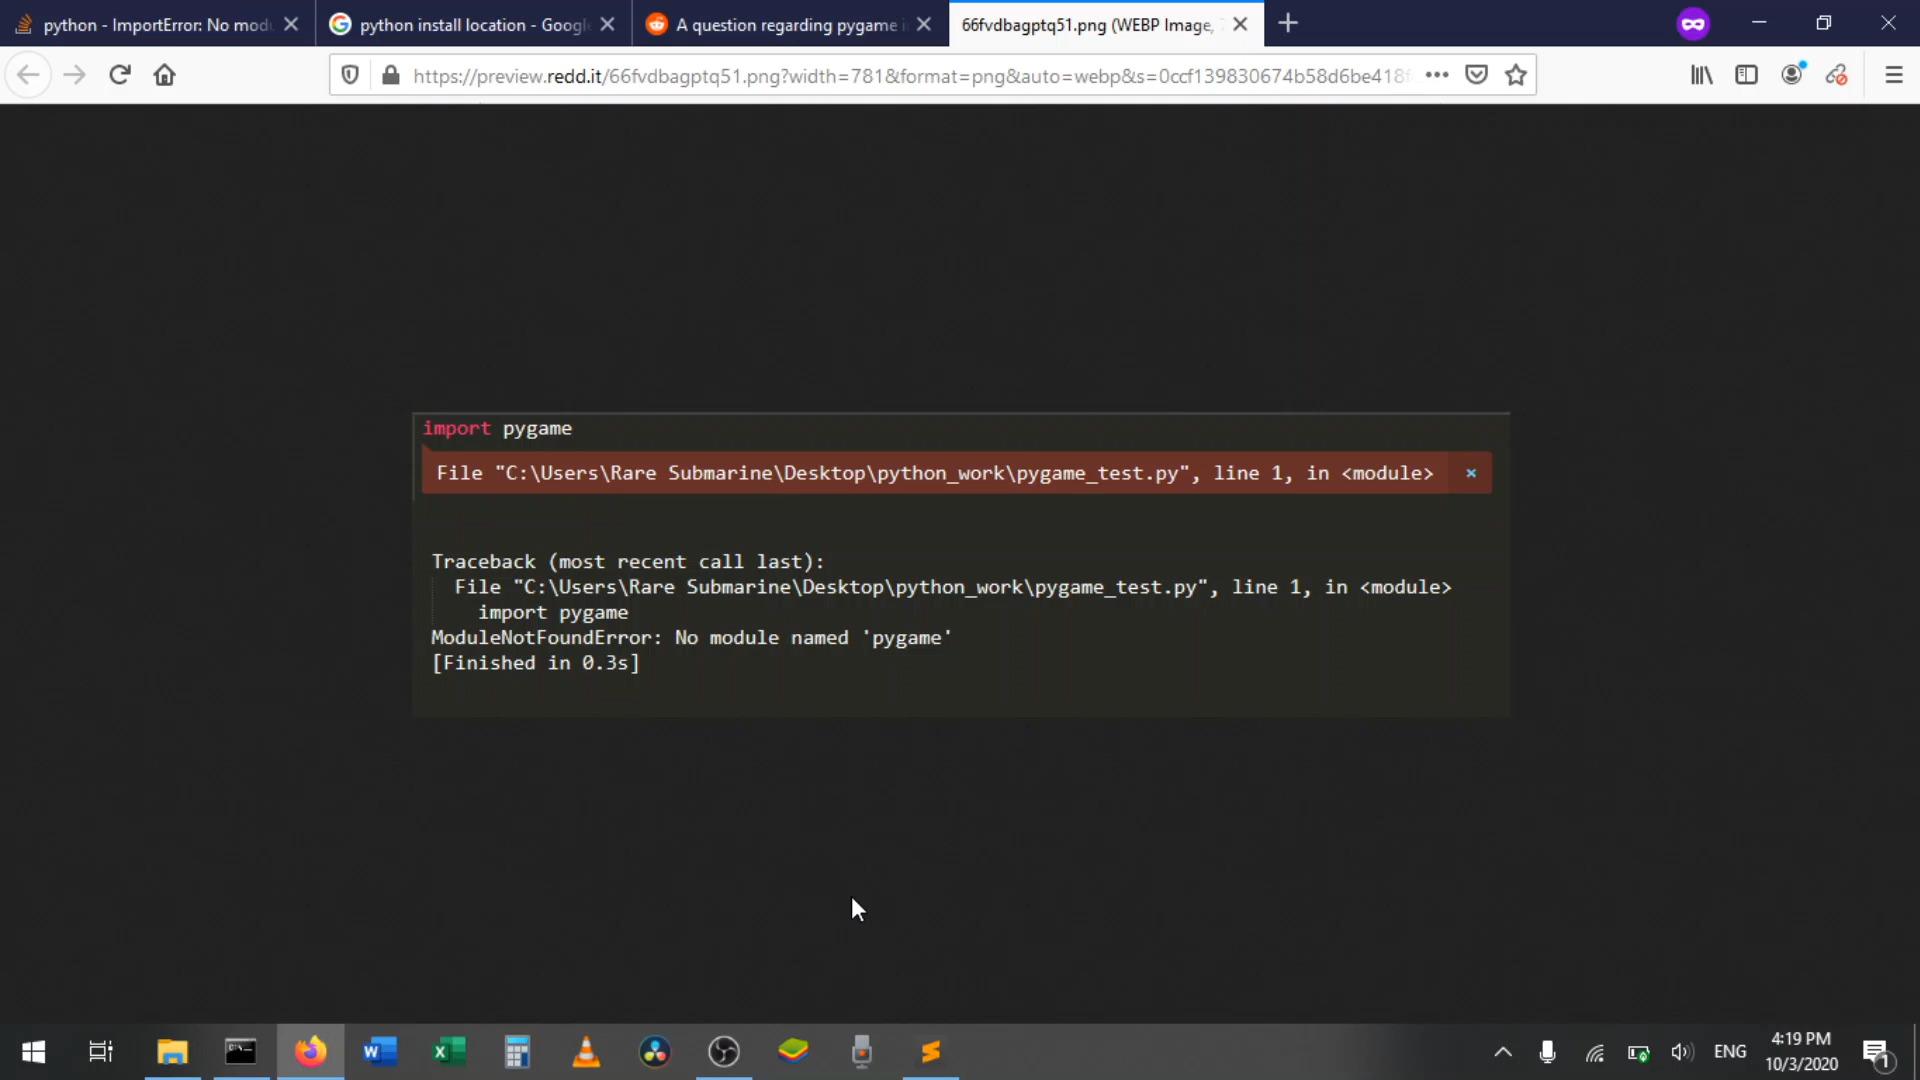 python - ImportError: No mod
python install location - Googl
A question regarding pygame i
66fvdbagptq51.png (WEBP Image,
https://preview.redd.it/66fvdbagptq51.png?width=781&format=png&auto=webp&s=0ccf139830674b58d6be418f
import pygame
File "C:\Users\Rare Submarine\Desktop\python_work\pygame_test.py", line 1, in <module> ×
Traceback (most recent call last):
File "C:\Users\Rare Submarine\Desktop\python_work\pygame_test.py", line 1, in <module>
import pygame
ModuleNotFoundError: No module named 'pygame'
[Finished in 0.3s]
ENG
4:19 PM
10/3/2020
1